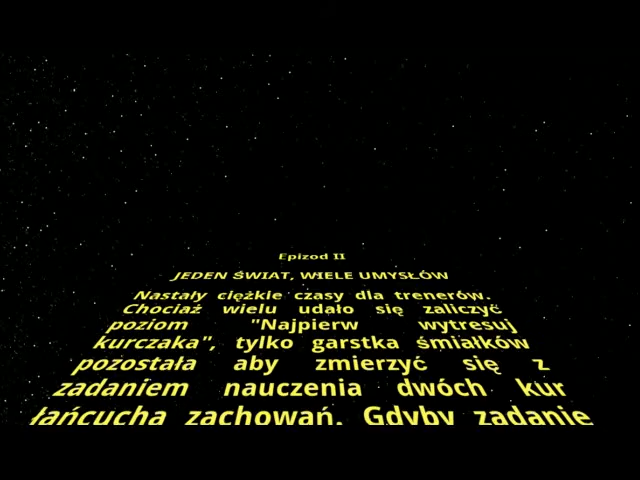 Epizod II
JEDEN ŚWIAT, WIELE UMYSŁÓW
Nastały ciężkie czasy dla trenerów.
Chociaż wielu udało się zaliczyć
poziom "Najpierw wytresuj
kurczaka", tylko garstka śmiałków
pozostała aby zmierzyć się z
zadaniem nauczenia dwóch kur
łańcucha zachowań. Gdyby zadanie